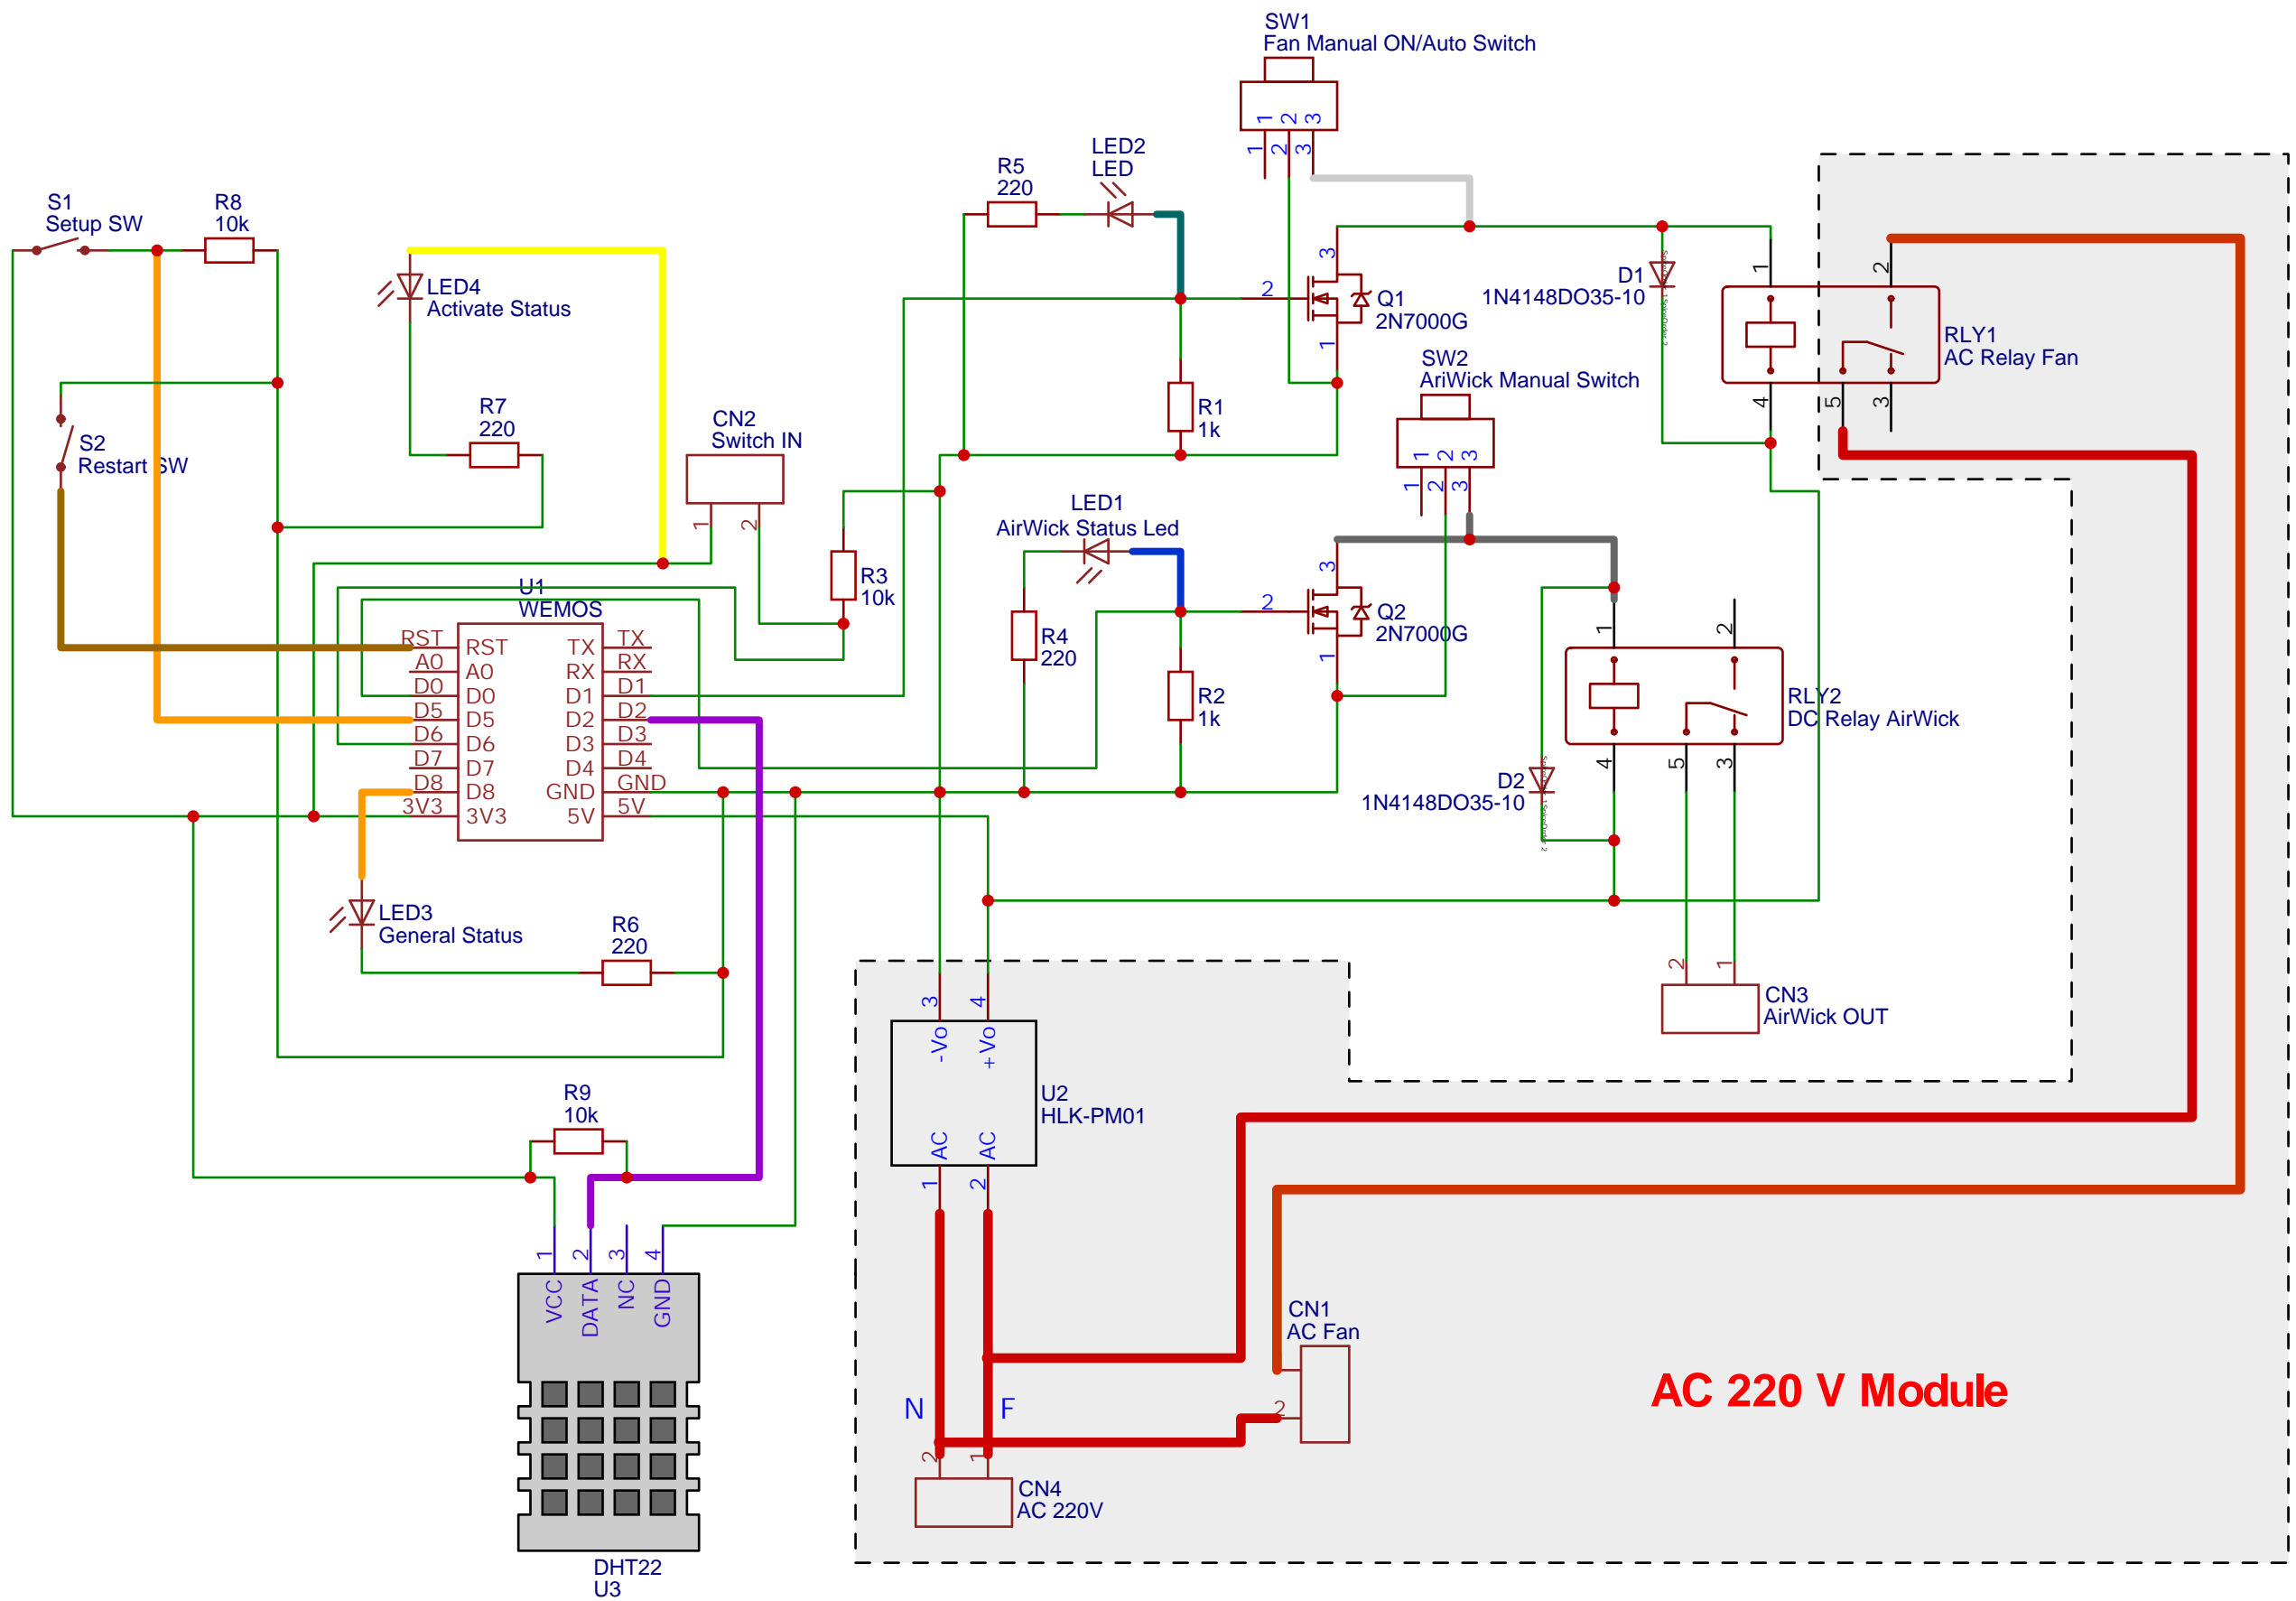 SW1
Fan Manual ON/Auto Switch
1 2 3
1 2 3
LED2
LED
R5
220
S1
Setup SW
R8
10k
LED4
Activate Status
3
2
1
Q1
2N7000G
D1
1N4148DO35-10
1
2
4
5
3
RLY1
AC Relay Fan
SW2
AriWick Manual Switch
1 2 3
1 2 3
R1
1k
R7
220
CN2
Switch IN
1
2
S2
Restart SW
LED1
AirWick Status Led
R3
10k
R4
220
3
2
1
Q2
2N7000G
R2
1k
U1
WEMOS
RST RST TX TX
A0 A0 RX RX
D0 D0 D1 D1
D5 D5 D2 D2
D6 D6 D3 D3
D7 D7 D4 D4
D8 D8 GND GND
3V3 3V3 5V 5V
1
2
4
5
3
RLY2
DC Relay AirWick
D2
1N4148DO35-10
LED3
General Status
R6
220
2
1
CN3
AirWick OUT
3
4
-Vo
+Vo
AC
AC
1
2
U2
HLK-PM01
R9
10k
1 2 3 4
VCC DATA NC GND
DHT22
U3
CN1
AC Fan
2
N F
2
1
CN4
AC 220V
AC 220 V Module